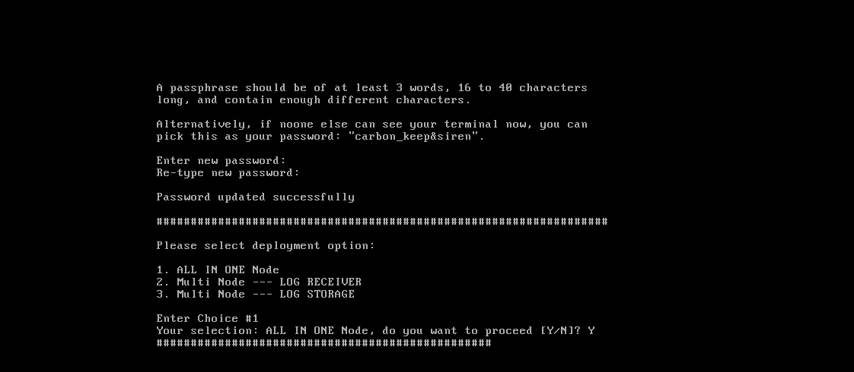 A passphrase should be of at least 3 words, 16 to 40 characters
long, and contain enough different characters.
Alternatively, if noone else can see your terminal now, you can
pick this as your password: "carbon_keep&siren".
Enter new password:
Re-type new password:
Password updated successfully
##################################################################
Please select deployment option:
1. ALL IN ONE Node
2. Multi Node --- LOG RECEIVER
3. Multi Node --- LOG STORAGE
Enter Choice #1
Your selection: ALL IN ONE Node, do you want to proceed [Y/N]? Y
#################################################